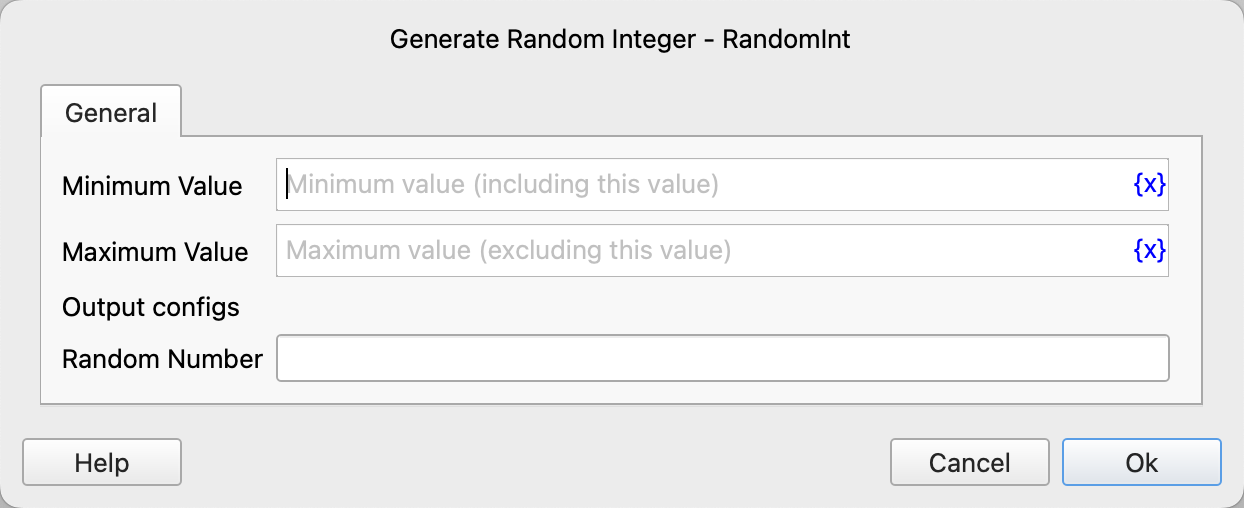 Generate Random Integer - RandomInt
General
Minimum Value Minimum value (including this value) {x}
Maximum Value Maximum value (excluding this value) {x}
Output configs
Random Number
Help Cancel Ok